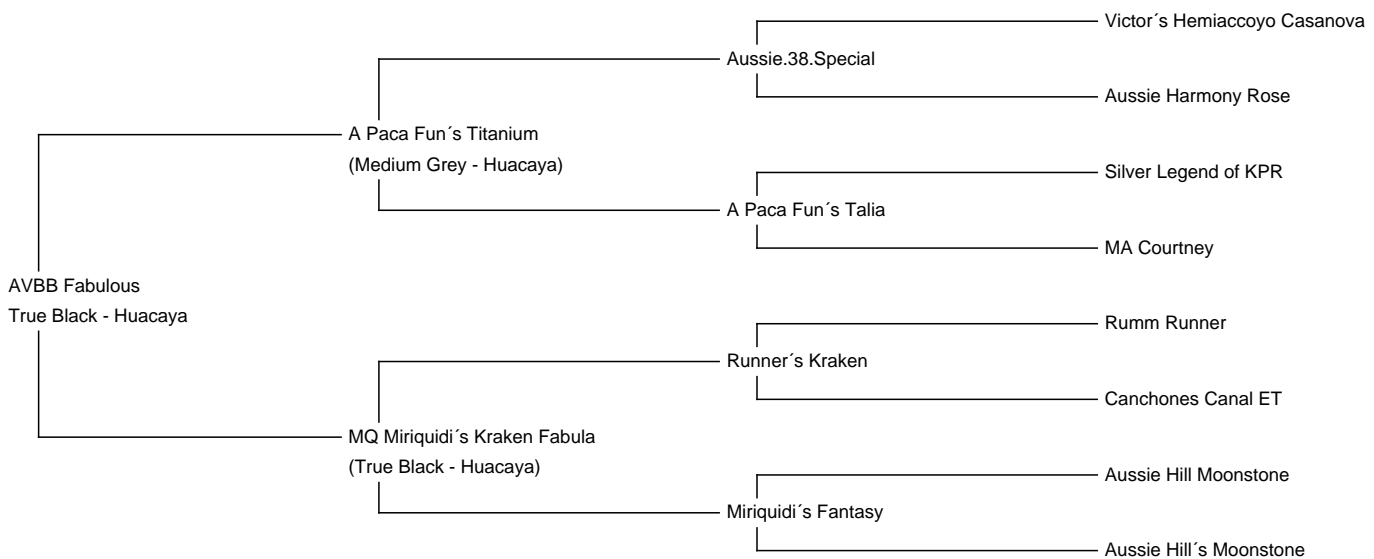 Victor´s Hemiaccoyo Casanova
Aussie.38.Special
Aussie Harmony Rose
A Paca Fun´s Titanium
(Medium Grey - Huacaya)
Silver Legend of KPR
A Paca Fun´s Talia
MA Courtney
AVBB Fabulous
True Black - Huacaya
Rumm Runner
Runner´s Kraken
Canchones Canal ET
MQ Miriquidi´s Kraken Fabula
(True Black - Huacaya)
Aussie Hill Moonstone
Miriquidi´s Fantasy
Aussie Hill´s Moonstone